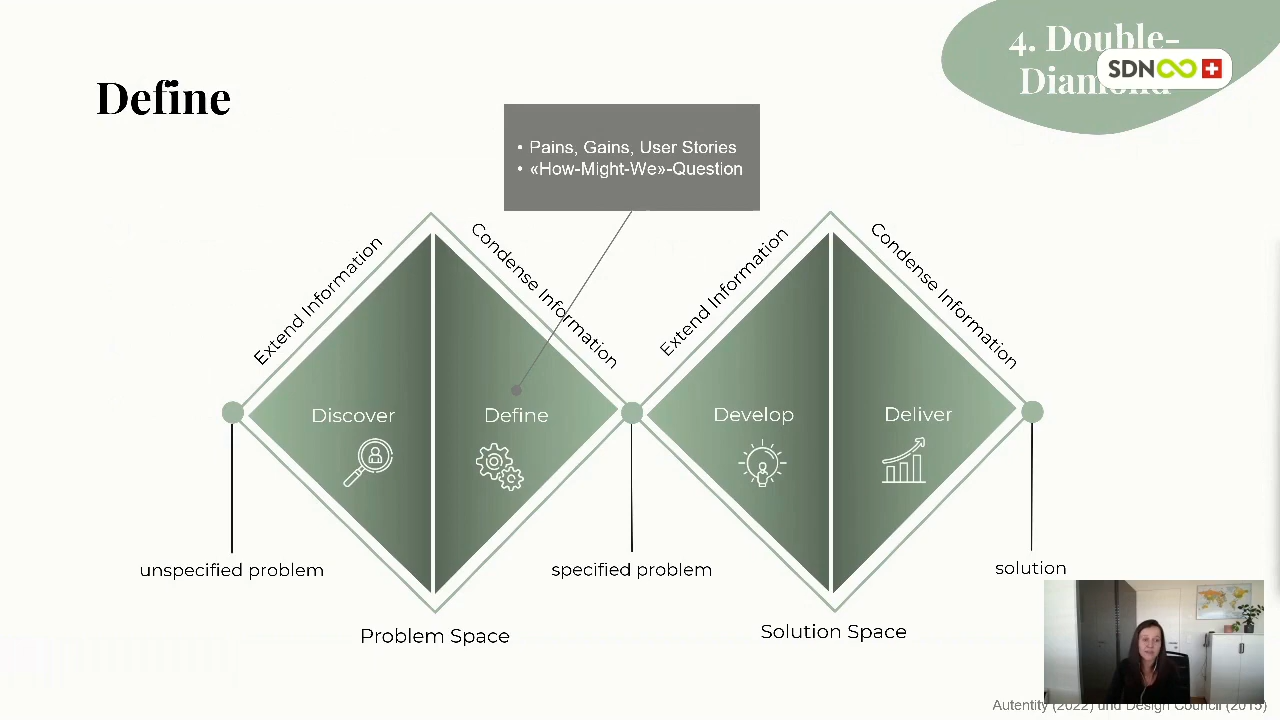 4. Double-
Diamond
SDN
Define
• Pains, Gains, User Stories
• «How-Might-We»-Question
Extend Information
Condense Information
Extend Information
Condense Information
Discover
Define
Develop
Deliver
unspecified problem
specified problem
solution
Problem Space
Solution Space
Autentity (2022) und Design Council (2015)